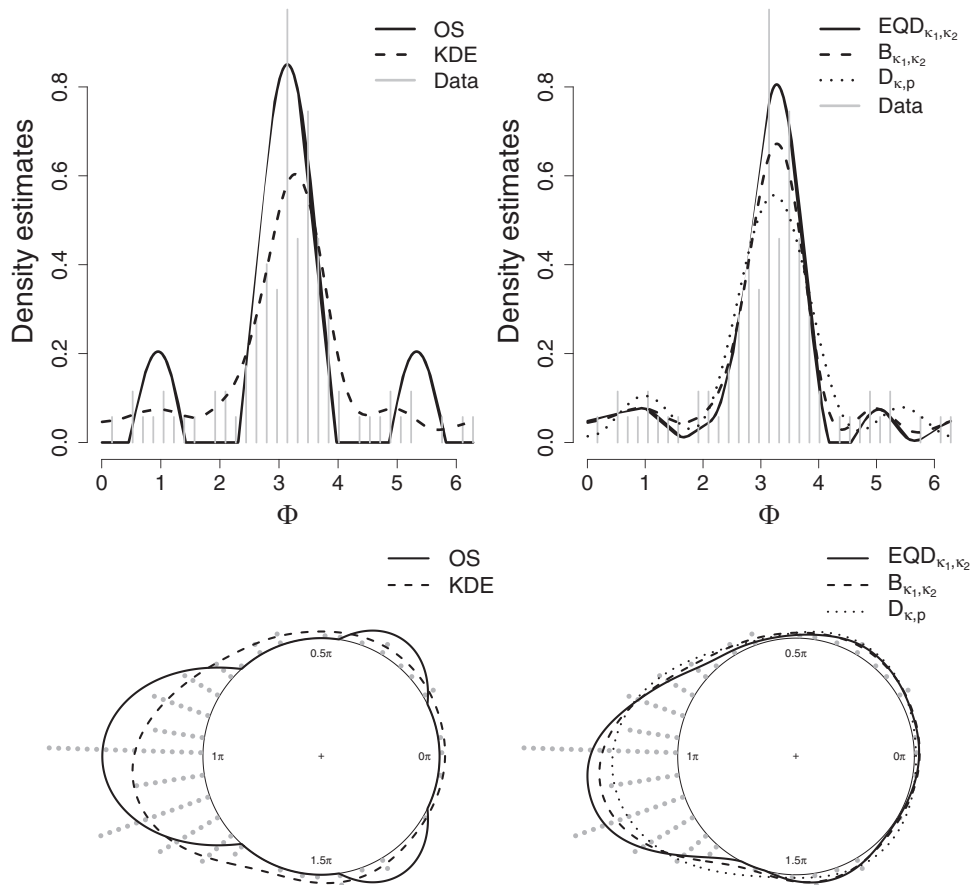 OS
KDE
Data
Density estimates
0.0 0.2 0.4 0.6 0.8
0 1 2 3 4 5 6
Φ
EQDκ₁,κ₂
Bκ₁,κ₂
Dκ,p
Data
Density estimates
0.0 0.2 0.4 0.6 0.8
0 1 2 3 4 5 6
Φ
OS
KDE
0.5π
1π + 0π
1.5π
EQDκ₁,κ₂
Bκ₁,κ₂
Dκ,p
0.5π
1π + 0π
1.5π